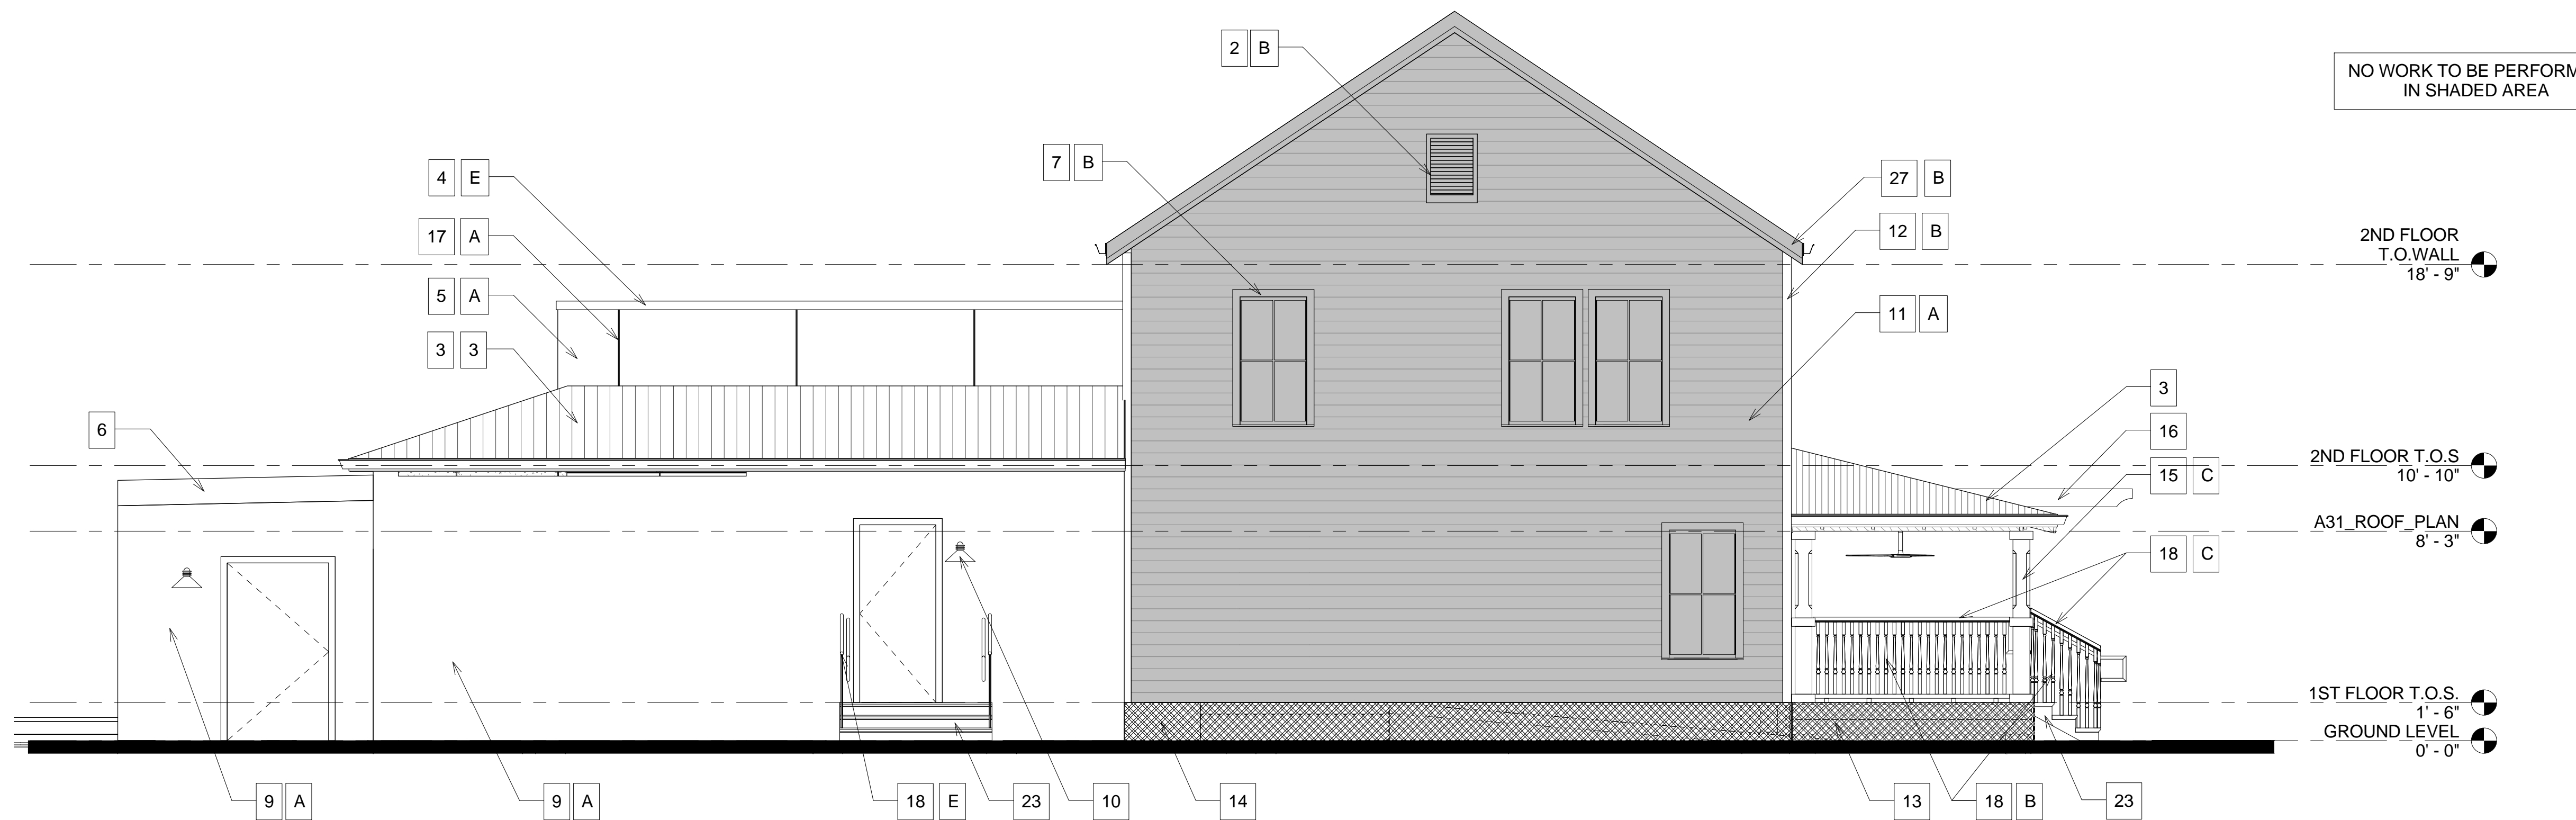 2 B
NO WORK TO BE PERFORM
IN SHADED AREA
7 B
4 E
27 B
17 A
12 B
2ND FLOOR
T.O.WALL
18' - 9"
5 A
11 A
3 3
3
6
16
2ND FLOOR T.O.S
10' - 10"
15 C
A31_ROOF_PLAN
8' - 3"
18 C
1ST FLOOR T.O.S.
1' - 6"
GROUND LEVEL
0' - 0"
9 A
9 A
18 E
23
10
14
13
18 B
23